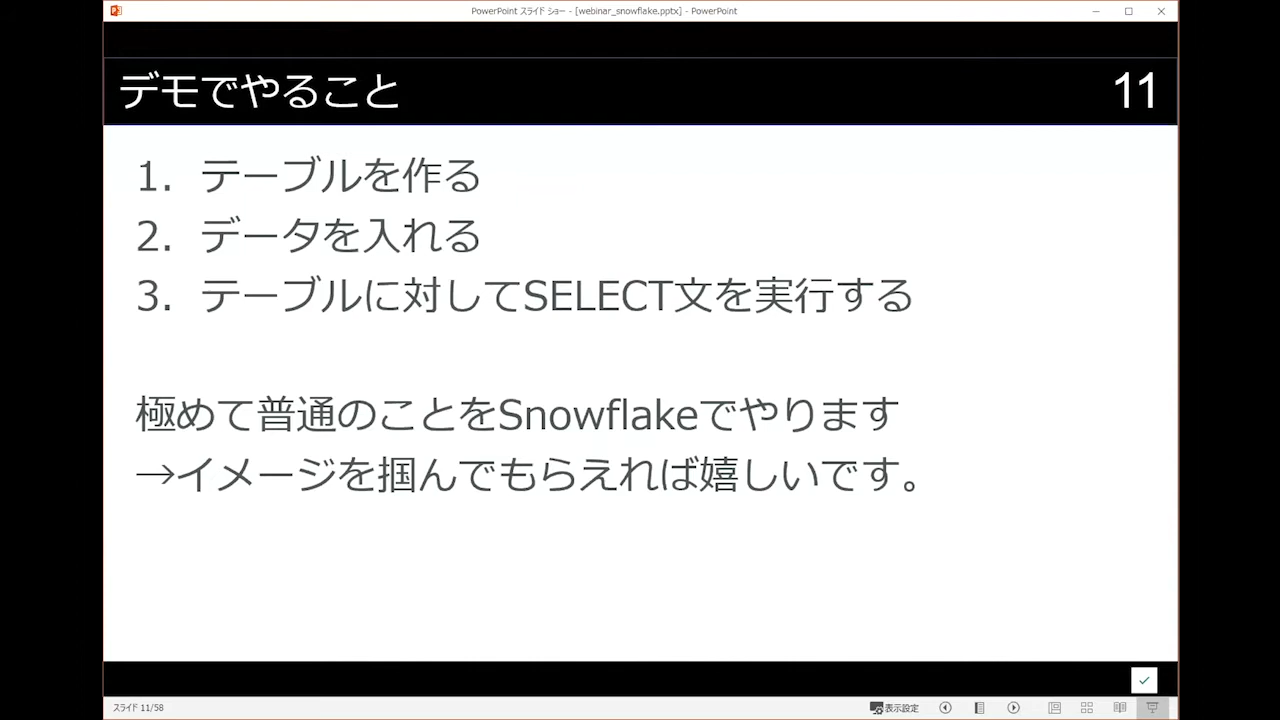 PowerPoint スライド ショー - [webinar_snowflake.pptx] - PowerPoint
デモでやること
11
1. テーブルを作る
2. データを入れる
3. テーブルに対してSELECT文を実行する
極めて普通のことをSnowflakeでやります
→イメージを掴んでもらえれば嬉しいです。
スライド 11/58
表示設定